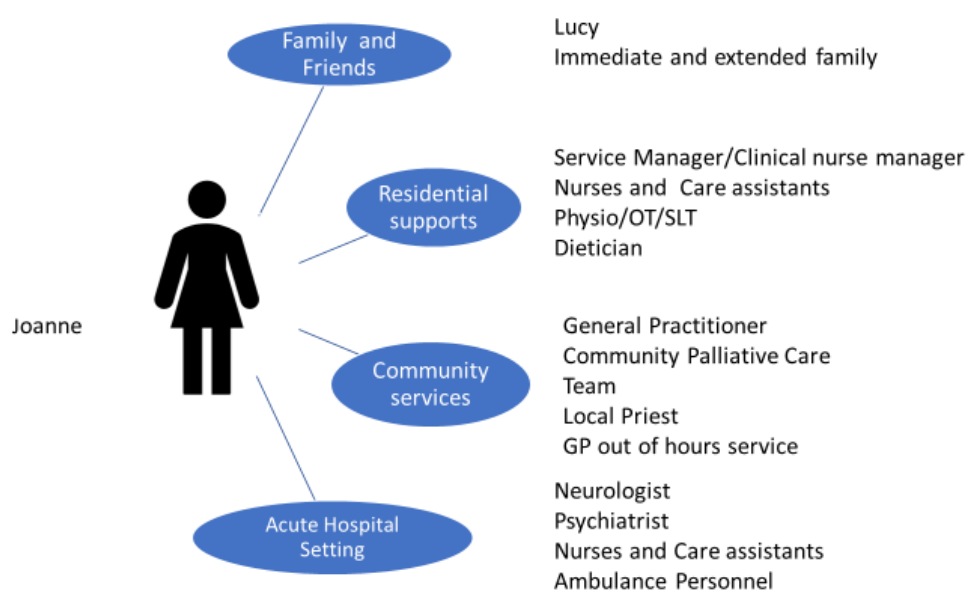 Family and
Friends
Lucy
Immediate and extended family
Residential
supports
Service Manager/Clinical nurse manager
Nurses and Care assistants
Physio/OT/SLT
Dietician
Joanne
Community
services
General Practitioner
Community Palliative Care
Team
Local Priest
GP out of hours service
Acute Hospital
Setting
Neurologist
Psychiatrist
Nurses and Care assistants
Ambulance Personnel